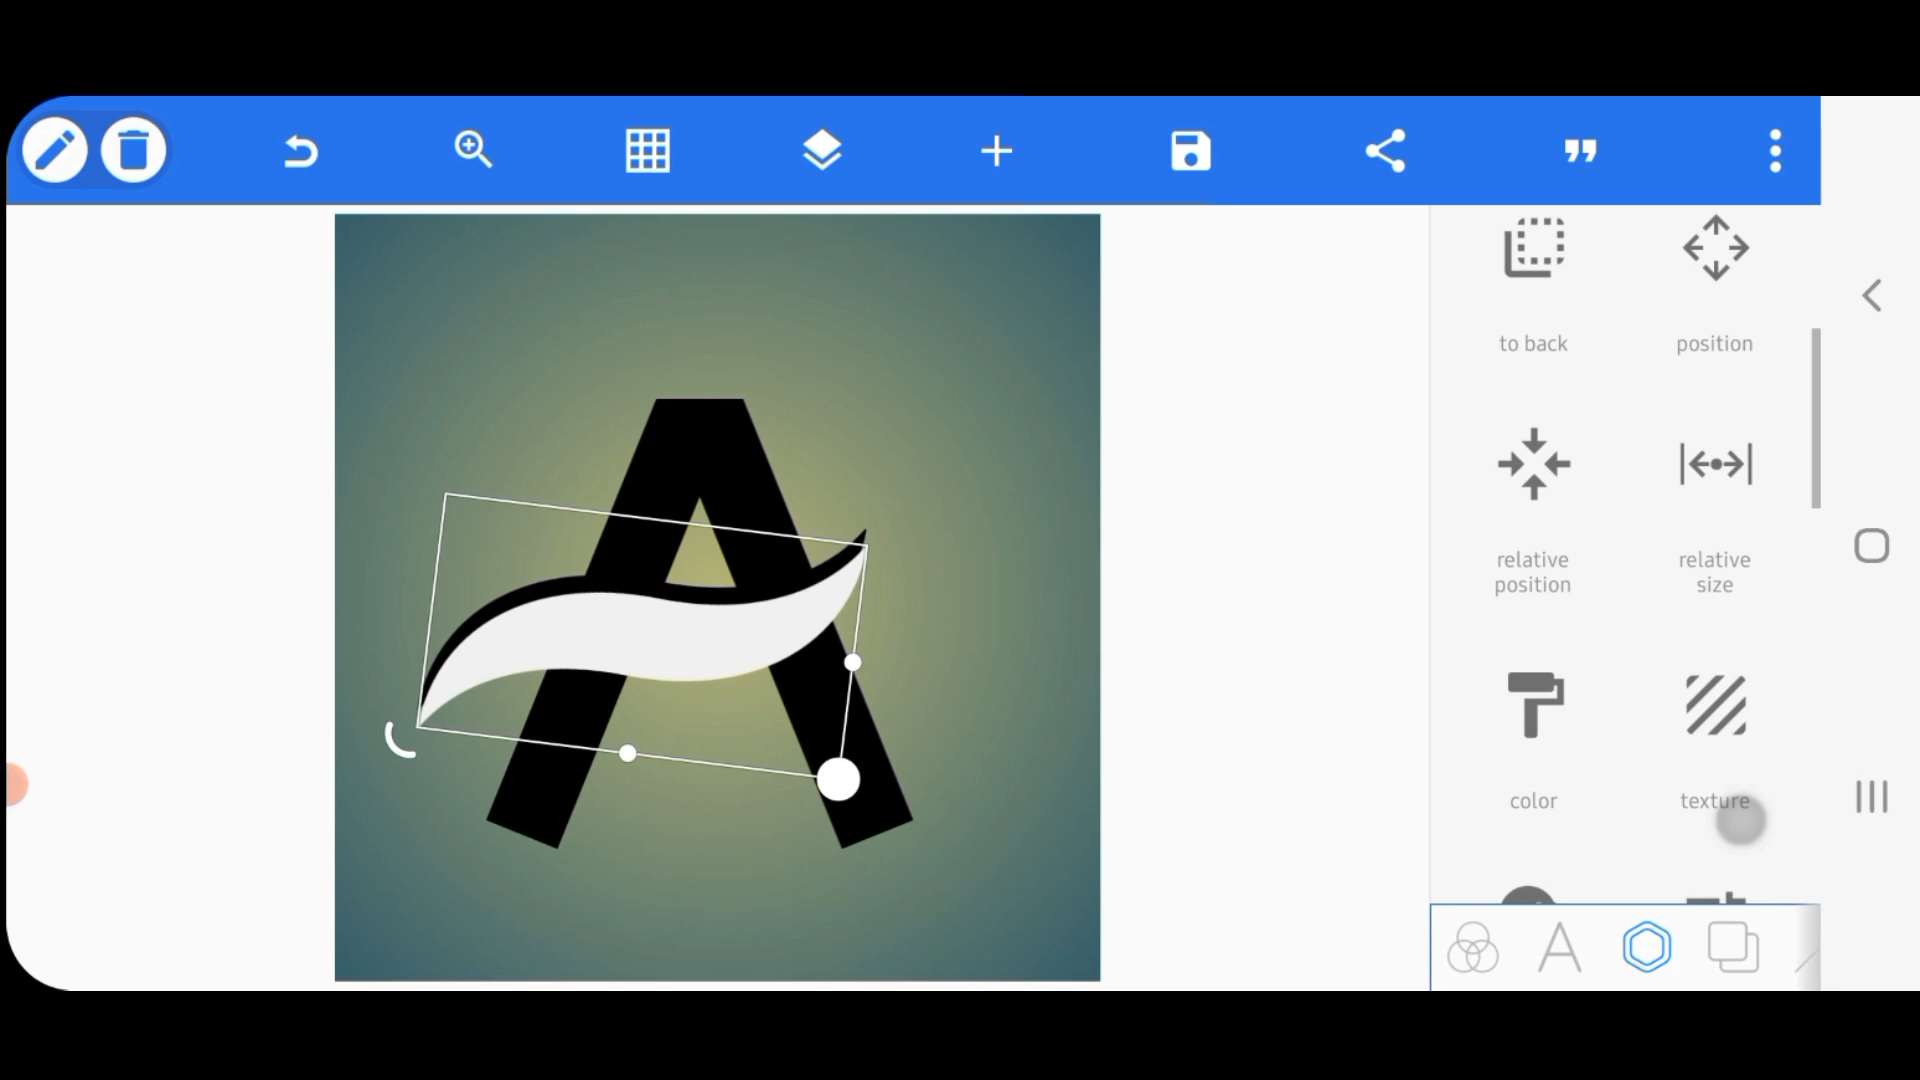 to back
position
relative
position
relative
size
color
texture
A